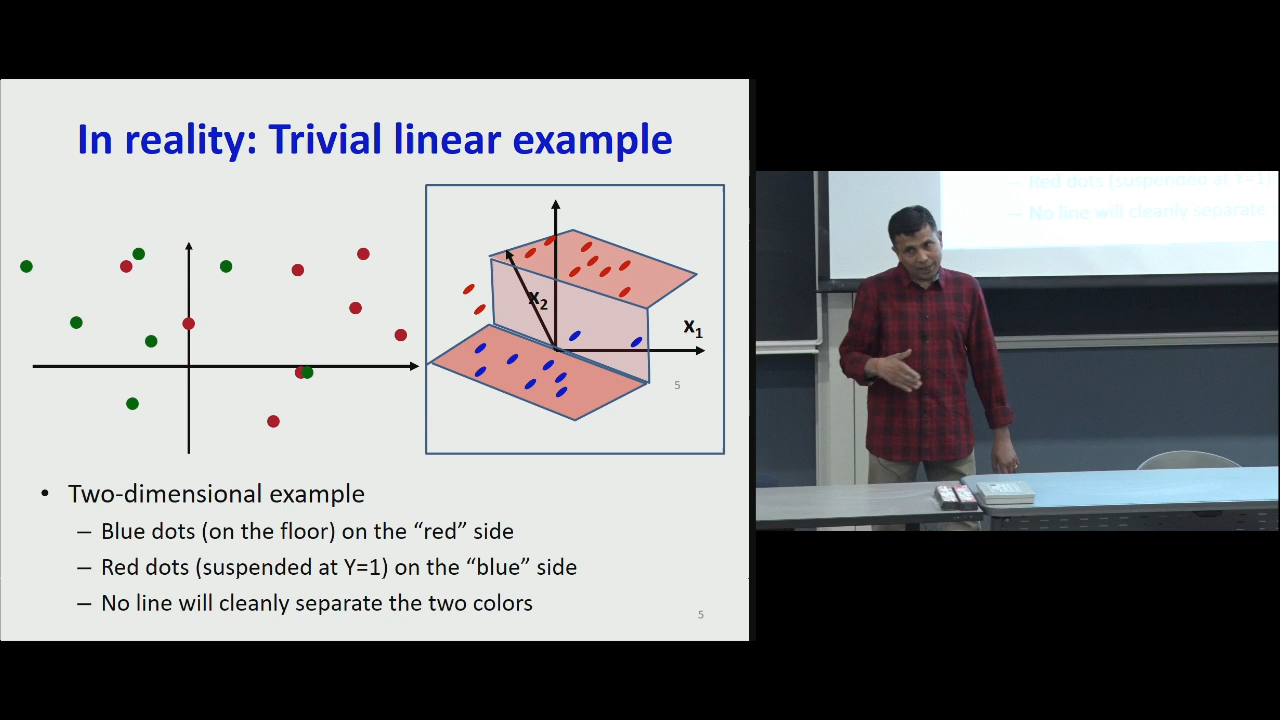 In reality: Trivial linear example
x2
x1
5
• Two-dimensional example
– Blue dots (on the floor) on the “red” side
– Red dots (suspended at Y=1) on the “blue” side
– No line will cleanly separate the two colors
5
– Red dots (suspended at Y=1)
– No line will cleanly separate